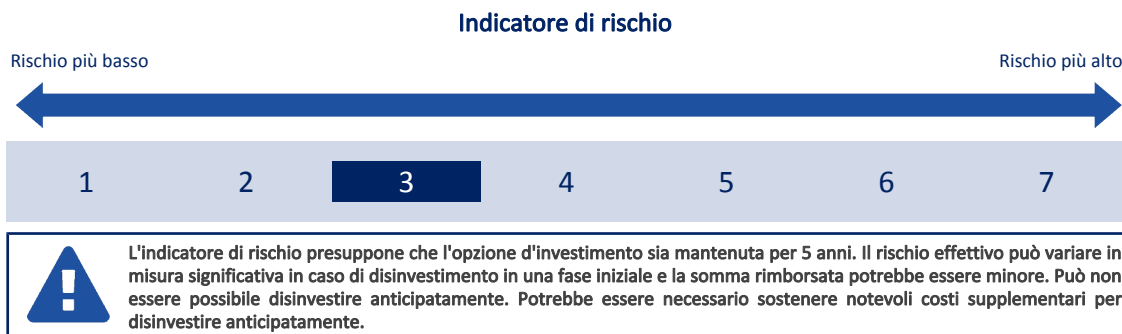 Indicatore di rischio
Rischio più basso
Rischio più alto
1 2 3 4 5 6 7
L'indicatore di rischio presuppone che l'opzione d'investimento sia mantenuta per 5 anni. Il rischio effettivo può variare in
misura significativa in caso di disinvestimento in una fase iniziale e la somma rimborsata potrebbe essere minore. Può non
essere possibile disinvestire anticipatamente. Potrebbe essere necessario sostenere notevoli costi supplementari per
disinvestire anticipatamente.